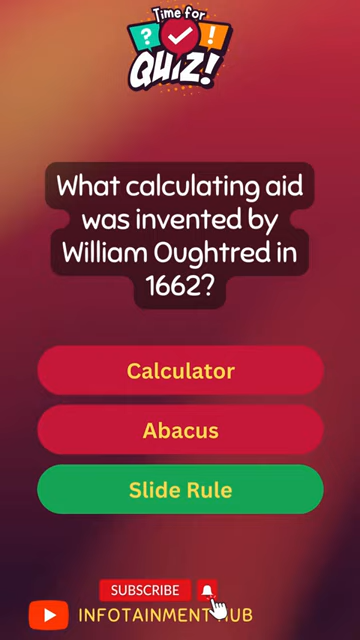 Time for
? !
QUIZ!
What calculating aid
was invented by
William Oughtred in
1662?
Calculator
Abacus
Slide Rule
SUBSCRIBE
INFOTAINMENT HUB